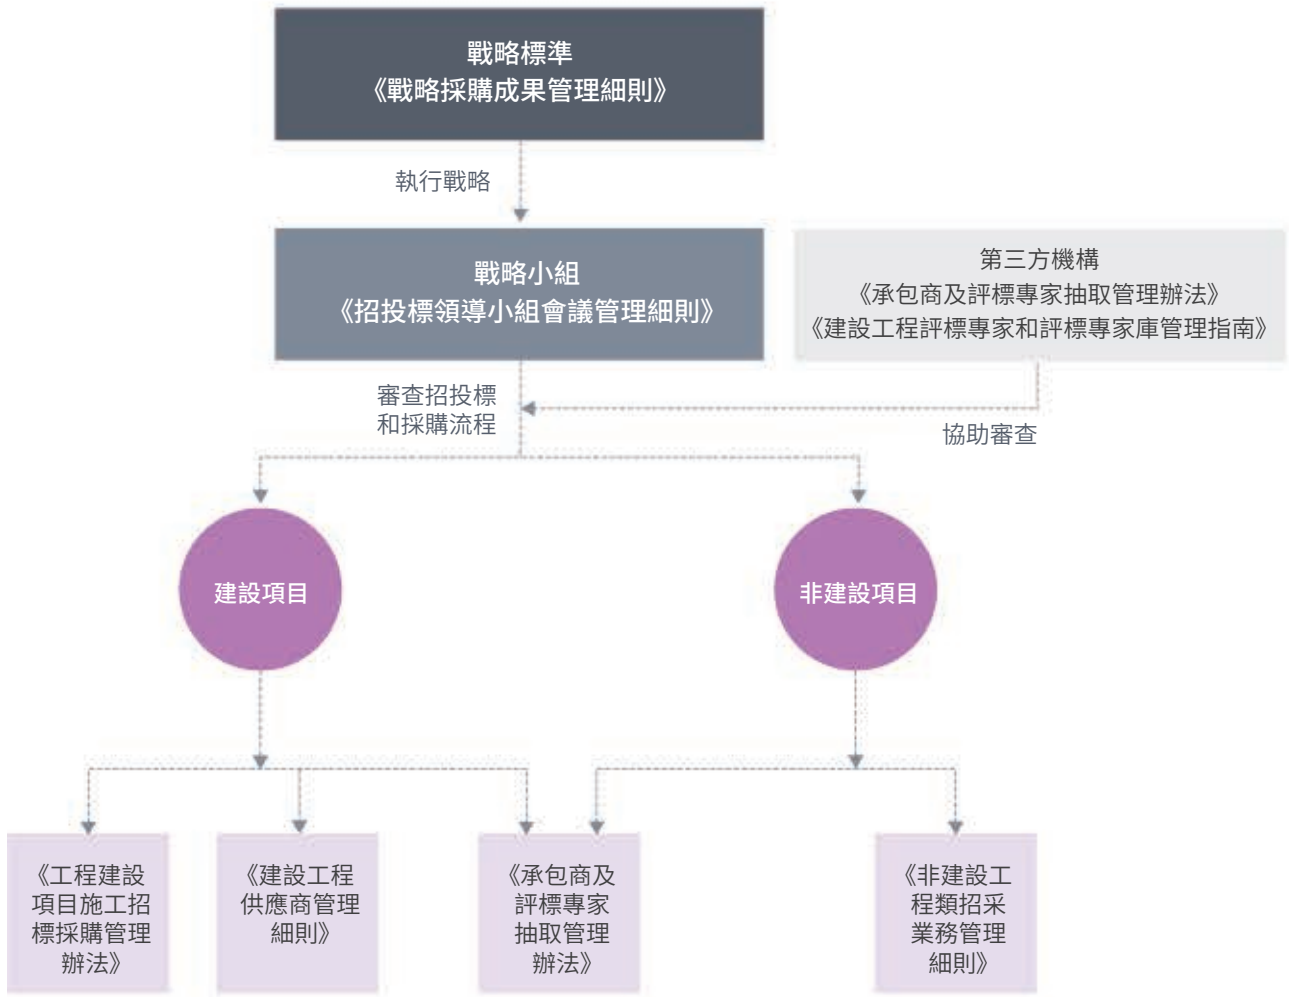 戰略標準
《戰略採購成果管理細則》
執行戰略
戰略小組
《招投標領導小組會議管理細則》
第三方機構
《承包商及評標專家抽取管理辦法》
《建設工程評標專家和評標專家庫管理指南》
審查招投標
和採購流程
協助審查
建設項目
非建設項目
《工程建設
項目施工招
標採購管理
辦法》
《建設工程
供應商管理
細則》
《承包商及
評標專家
抽取管理
辦法》
《非建設工
程類招采
業務管理
細則》